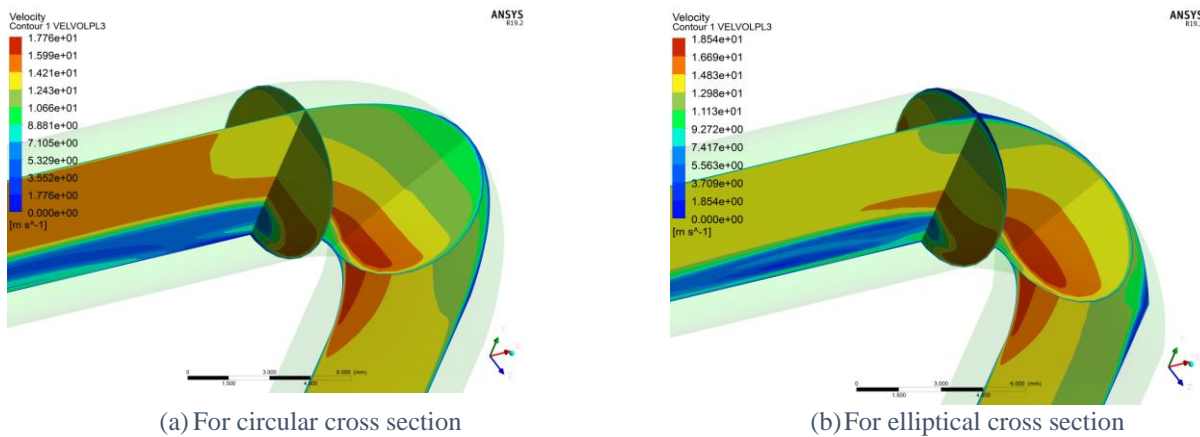 Velocity
Contour 1 VELVOLPL3
1.776e+01
1.599e+01
1.421e+01
1.243e+01
1.066e+01
8.881e+00
7.105e+00
5.329e+00
3.552e+00
1.776e+00
0.000e+00
[m s^-1]
ANSYS
R19.2
0 3.000 6.000 (mm)
1.500 4.500
Y
X
Z
(a) For circular cross section
Velocity
Contour 1 VELVOLPL3
1.854e+01
1.669e+01
1.483e+01
1.298e+01
1.113e+01
9.272e+00
7.417e+00
5.563e+00
3.709e+00
1.854e+00
0.000e+00
[m s^-1]
ANSYS
R19.2
0 3.000 6.000 (mm)
1.500 4.500
Y
X
Z
(b) For elliptical cross section